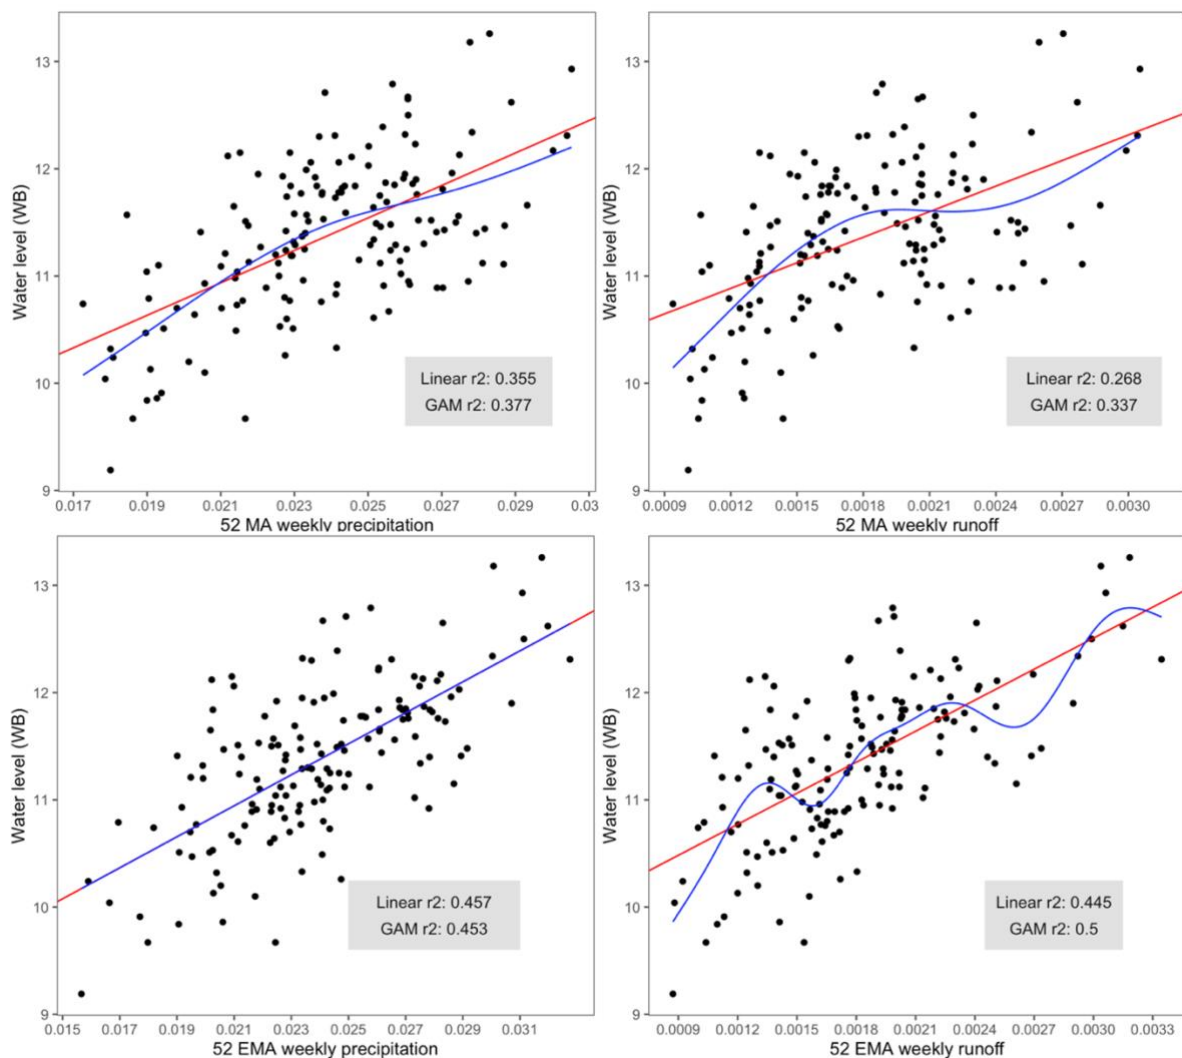 Water level (WB)
13
12
11
10
9
Linear r2: 0.355
GAM r2: 0.377
0.017 0.019 0.021 0.023 0.025 0.027 0.029 0.03
52 MA weekly precipitation
Water level (WB)
13
12
11
10
9
Linear r2: 0.268
GAM r2: 0.337
0.0009 0.0012 0.0015 0.0018 0.0021 0.0024 0.0027 0.0030
52 MA weekly runoff
Water level (WB)
13
12
11
10
9
Linear r2: 0.457
GAM r2: 0.453
0.015 0.017 0.019 0.021 0.023 0.025 0.027 0.029 0.031
52 EMA weekly precipitation
Water level (WB)
13
12
11
10
9
Linear r2: 0.445
GAM r2: 0.5
0.0009 0.0012 0.0015 0.0018 0.0021 0.0024 0.0027 0.0030 0.0033
52 EMA weekly runoff